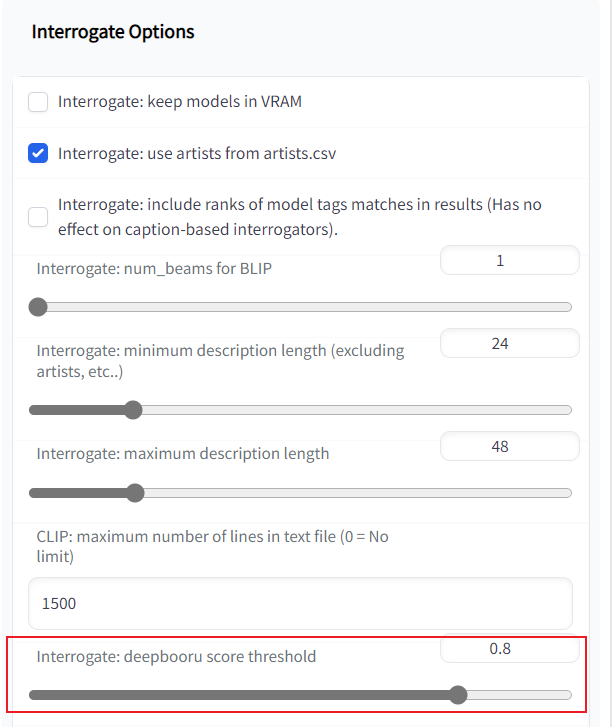 Interrogate Options
Interrogate: keep models in VRAM
Interrogate: use artists from artists.csv
Interrogate: include ranks of model tags matches in results (Has no
effect on caption-based interrogators).
Interrogate: num_beams for BLIP
1
Interrogate: minimum description length (excluding
artists, etc..)
24
Interrogate: maximum description length
48
CLIP: maximum number of lines in text file (0 = No
limit)
1500
Interrogate: deepbooru score threshold
0.8